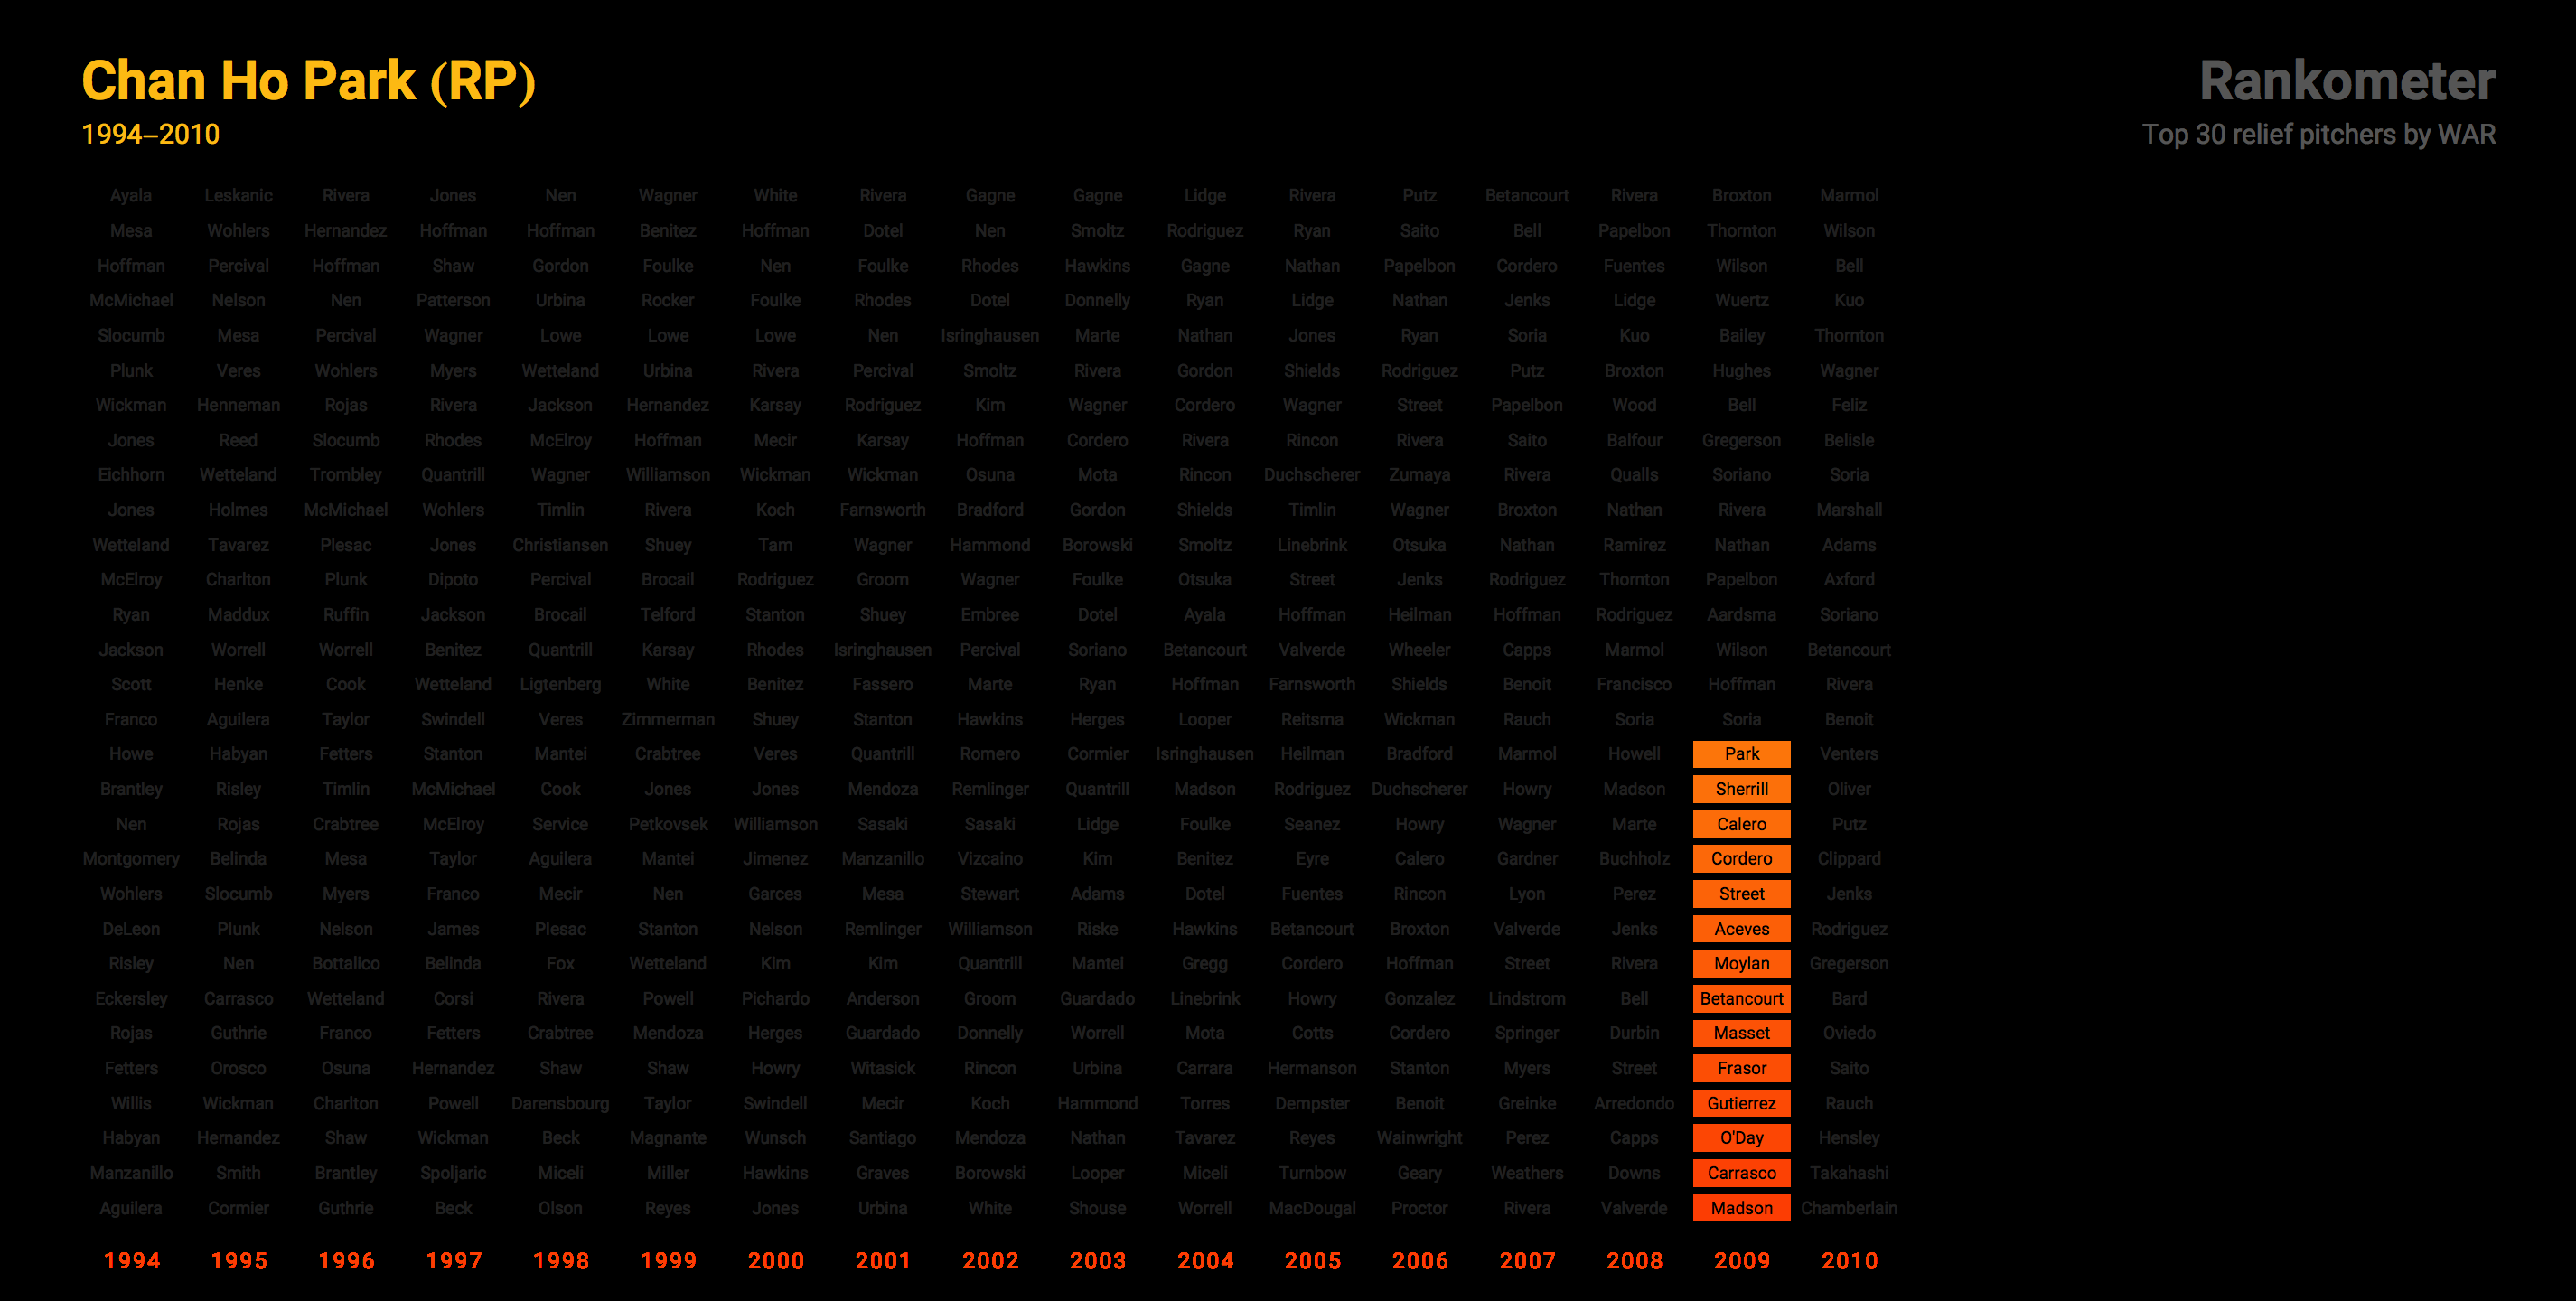 Chan Ho Park (RP)
1994–2010
Rankometer
Top 30 relief pitchers by WAR
Ayala Leskanic Rivera Jones Nen Wagner White Rivera Gagne Gagne Lidge Rivera Putz Betancourt Rivera Broxton Marmol
Mesa Wohlers Hernandez Hoffman Hoffman Benitez Hoffman Dotel Nen Smoltz Rodriguez Ryan Saito Bell Papelbon Thornton Wilson
Hoffman Percival Hoffman Shaw Gordon Foulke Nen Foulke Rhodes Hawkins Gagne Nathan Papelbon Cordero Fuentes Wilson Bell
McMichael Nelson Nen Patterson Urbina Rocker Foulke Rhodes Dotel Donnelly Ryan Lidge Nathan Jenks Lidge Wuertz Kuo
Slocumb Mesa Percival Wagner Lowe Lowe Lowe Nen Isringhausen Marte Nathan Jones Ryan Soria Kuo Bailey Thornton
Plunk Veres Wohlers Myers Wetteland Urbina Rivera Percival Smoltz Rivera Gordon Shields Rodriguez Putz Broxton Hughes Wagner
Wickman Henneman Rojas Rivera Jackson Hernandez Karsay Rodriguez Kim Wagner Cordero Wagner Street Papelbon Wood Bell Feliz
Jones Reed Slocumb Rhodes McElroy Hoffman Mecir Karsay Hoffman Cordero Rivera Rincon Rivera Saito Balfour Gregerson Belisle
Eichhorn Wetteland Trombley Quantrill Wagner Williamson Wickman Wickman Osuna Mota Rincon Duchscherer Zumaya Rivera Qualls Soriano Soria
Jones Holmes McMichael Wohlers Timlin Rivera Koch Farnsworth Bradford Gordon Shields Timlin Wagner Broxton Nathan Rivera Marshall
Wetteland Tavarez Plesac Jones Christiansen Shuey Tam Wagner Hammond Borowski Smoltz Linebrink Otsuka Nathan Ramirez Nathan Adams
McElroy Charlton Plunk Dipoto Percival Brocail Rodriguez Groom Wagner Foulke Otsuka Street Jenks Rodriguez Thornton Papelbon Axford
Ryan Maddux Ruffin Jackson Brocail Telford Stanton Shuey Embree Dotel Ayala Hoffman Heilman Hoffman Rodriguez Aardsma Soriano
Jackson Worrell Worrell Benitez Quantrill Karsay Rhodes Isringhausen Percival Soriano Betancourt Valverde Wheeler Capps Marmol Wilson Betancourt
Scott Henke Cook Wetteland Ligtenberg White Benitez Fassero Marte Ryan Hoffman Farnsworth Shields Benoit Francisco Hoffman Rivera
Franco Aguilera Taylor Swindell Veres Zimmerman Shuey Stanton Hawkins Herges Looper Reitsma Wickman Rauch Soria Soria Benoit
Howe Habyan Fetters Stanton Mantei Crabtree Veres Quantrill Romero Cormier Isringhausen Heilman Bradford Marmol Howell Park Venters
Brantley Risley Timlin McMichael Cook Jones Jones Mendoza Remlinger Quantrill Madson Rodriguez Duchscherer Howry Madson Sherrill Oliver
Nen Rojas Crabtree McElroy Service Petkovsek Williamson Sasaki Sasaki Lidge Foulke Seanez Howry Wagner Marte Calero Putz
Montgomery Belinda Mesa Taylor Aguilera Mantei Jimenez Manzanillo Vizcaino Kim Benitez Eyre Calero Gardner Buchholz Cordero Clippard
Wohlers Slocumb Myers Franco Mecir Nen Garces Mesa Stewart Adams Dotel Fuentes Rincon Lyon Perez Street Jenks
DeLeon Plunk Nelson James Plesac Stanton Nelson Remlinger Williamson Riske Hawkins Betancourt Broxton Valverde Jenks Aceves Rodriguez
Risley Nen Bottalico Belinda Fox Wetteland Kim Kim Quantrill Mantei Gregg Cordero Hoffman Street Rivera Moylan Gregerson
Eckersley Carrasco Wetteland Corsi Rivera Powell Pichardo Anderson Groom Guardado Linebrink Howry Gonzalez Lindstrom Bell Betancourt Bard
Rojas Guthrie Franco Fetters Crabtree Mendoza Herges Guardado Donnelly Worrell Mota Cotts Cordero Springer Durbin Masset Oviedo
Fetters Orosco Osuna Hernandez Shaw Shaw Howry Witasick Rincon Urbina Carrara Hermanson Stanton Myers Street Frasor Saito
Willis Wickman Charlton Powell Darensbourg Taylor Swindell Mecir Koch Hammond Torres Dempster Benoit Greinke Arredondo Gutierrez Rauch
Habyan Hernandez Shaw Wickman Beck Magnante Wunsch Santiago Mendoza Nathan Tavarez Reyes Wainwright Perez Capps O'Day Hensley
Manzanillo Smith Brantley Spoljaric Miceli Miller Hawkins Graves Borowski Looper Miceli Turnbow Geary Weathers Downs Carrasco Takahashi
Aguilera Cormier Guthrie Beck Olson Reyes Jones Urbina White Shouse Worrell MacDougal Proctor Rivera Valverde Madson Chamberlain
1994 1995 1996 1997 1998 1999 2000 2001 2002 2003 2004 2005 2006 2007 2008 2009 2010